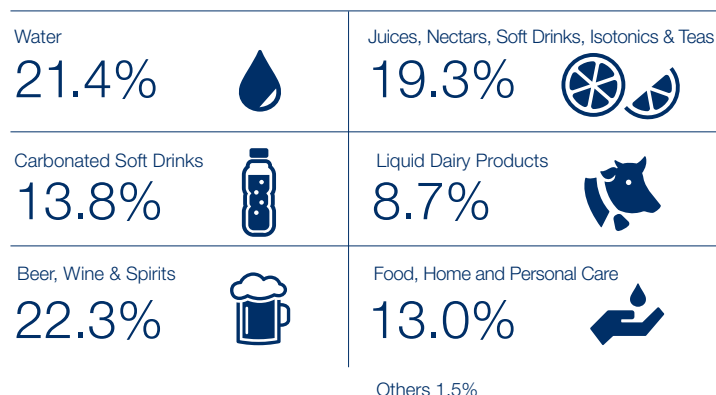 Water
21.4%
Juices, Nectars, Soft Drinks, Isotonics & Teas
19.3%
Carbonated Soft Drinks
13.8%
Liquid Dairy Products
8.7%
Beer, Wine & Spirits
22.3%
Food, Home and Personal Care
13.0%
Others 1.5%